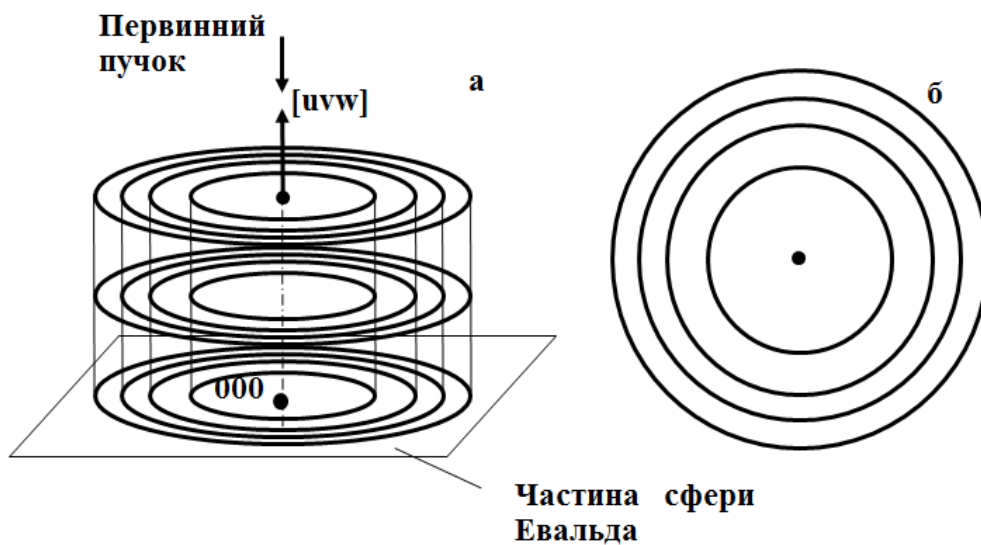 Первинний
пучок
[uvw]
а
б
000
Частина сфери
Евальда